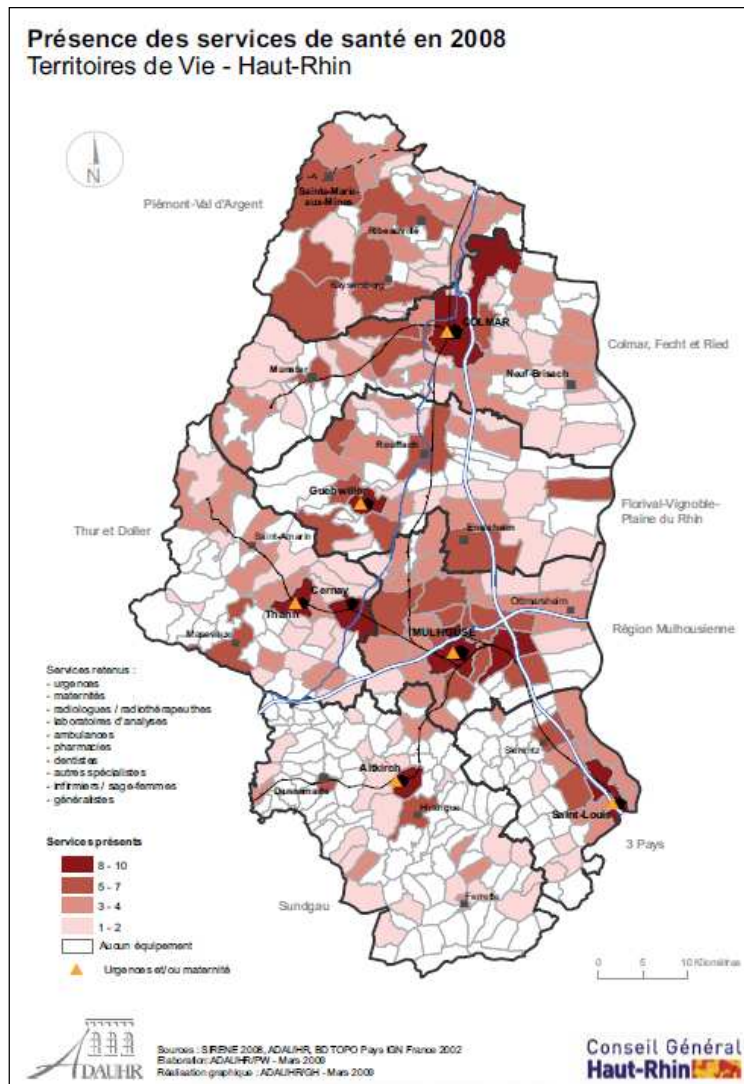 Présence des services de santé en 2008
Territoires de Vie - Haut-Rhin
N
Piémont-Val d'Argent
Sainte-Marie-
aux-Mines
Ribeauvillé
Kaysersberg
COLMAR
Colmar, Fecht et Ried
Munster
Neuf-Brisach
Rouffach
Guebwiller
Florival-Vignoble-
Plaine du Rhin
Thur et Doller
Saint-Amarin
Ensisheim
Cernay
Thann
Ottmarsheim
MULHOUSE
Région Mulhousienne
Masevaux
Services retenus :
- urgences
- maternités
- radiologues / radiothérapeuthes
- laboratoires d'analyses
- ambulances
- pharmacies
- dentistes
- autres spécialistes
- infirmiers / sage-femmes
- généralistes
Sierentz
Altkirch
Dannemarie
Hirsingue
Saint-Louis
3 Pays
Services présents
8 - 10
5 - 7
3 - 4
1 - 2
Aucun équipement
Urgences et/ou maternité
Sundgau
Ferrette
0 5 10 Kilomètres
ADAUHR
Sources : SIRENE 2008, ADAUHR, BD TOPO Pays IGN France 2002
Elaboration: ADAUHR/PW - Mars 2009
Réalisation graphique : ADAUHR/GH - Mars 2009
Conseil Général
Haut-Rhin